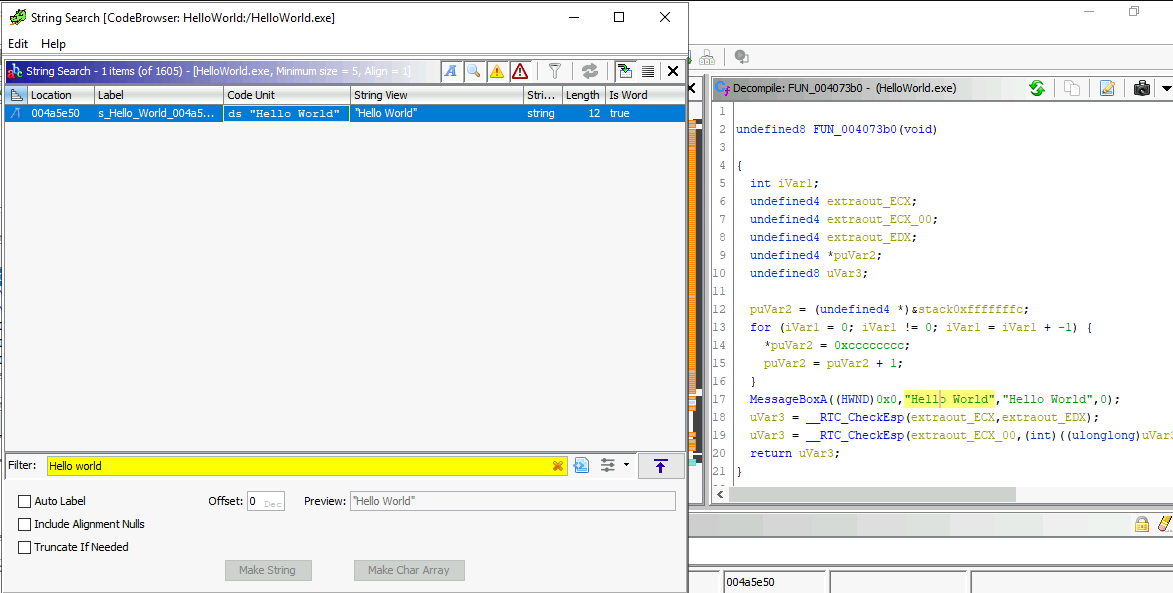 String Search [CodeBrowser: HelloWorld:/HelloWorld.exe]
Edit Help
String Search - 1 items (of 1605) - [HelloWorld.exe, Minimum size = 5, Align = 1]
Location Label Code Unit String View Stri... Length Is Word
004a5e50 s_Hello_World_004a5... ds "Hello World" "Hello World" string 12 true
Filter: Hello world
Auto Label Offset: 0 Dec Preview: "Hello World"
Include Alignment Nulls
Truncate If Needed
Make String Make Char Array
Decompile: FUN_004073b0 - (HelloWorld.exe)
1
2 undefined8 FUN_004073b0(void)
3
4 {
5 int iVar1;
6 undefined4 extraout_ECX;
7 undefined4 extraout_ECX_00;
8 undefined4 extraout_EDX;
9 undefined4 *puVar2;
10 undefined8 uVar3;
11
12 puVar2 = (undefined4 *)&stack0xfffffffc;
13 for (iVar1 = 0; iVar1 != 0; iVar1 = iVar1 + -1) {
14 *puVar2 = 0xcccccccc;
15 puVar2 = puVar2 + 1;
16 }
17 MessageBoxA((HWND)0x0,"Hello World","Hello World",0);
18 uVar3 = __RTC_CheckEsp(extraout_ECX,extraout_EDX);
19 uVar3 = __RTC_CheckEsp(extraout_ECX_00,(int)((ulonglong)uVar3
20 return uVar3;
21 }
004a5e50